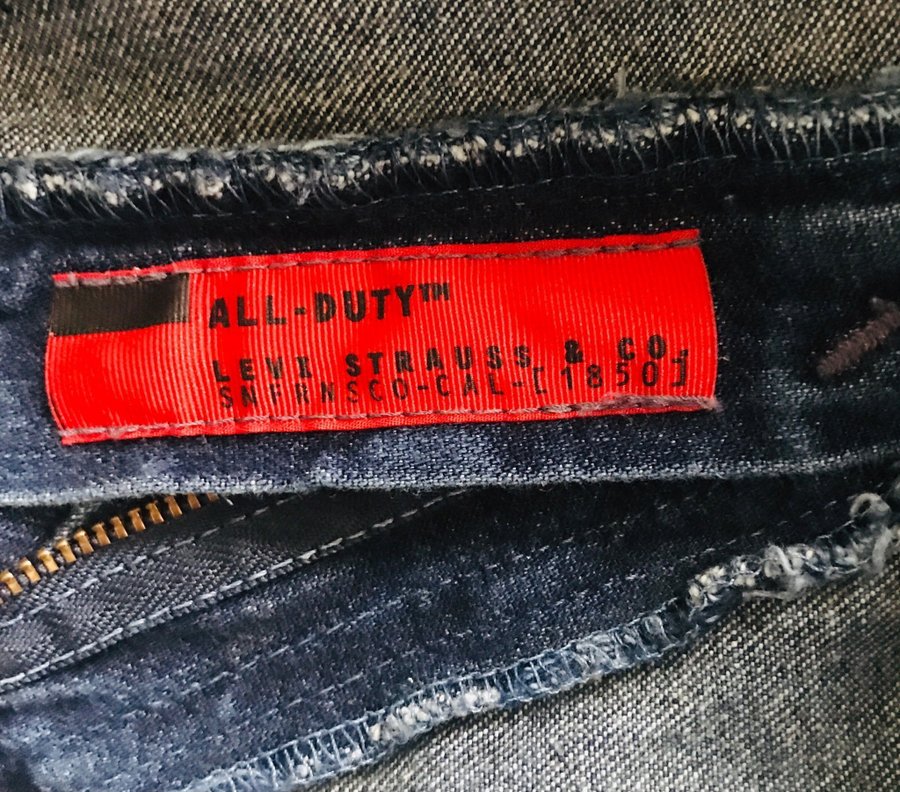 ALL-DUTY™
LEVI STRAUSS & CO.
SNFRNSCO-CAL-[1850]